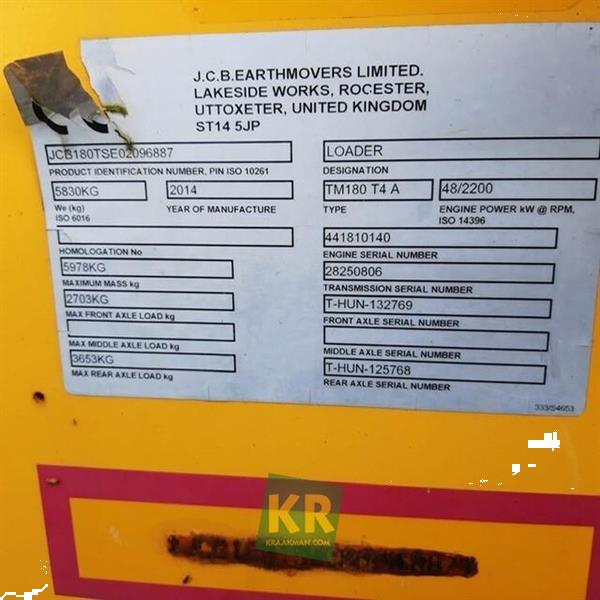 J.C.B.EARTHMOVERS LIMITED.
LAKESIDE WORKS, ROCESTER,
UTTOXETER, UNITED KINGDOM
ST14 5JP
JCB180TSE02096887
PRODUCT IDENTIFICATION NUMBER, PIN ISO 10261
5830KG
We (kg)
ISO 6016
2014
YEAR OF MANUFACTURE
HOMOLOGATION No
5978KG
MAXIMUM MASS kg
2703KG
MAX FRONT AXLE LOAD kg
MAX MIDDLE AXLE LOAD kg
3653KG
MAX REAR AXLE LOAD kg
LOADER
DESIGNATION
TM180 T4 A
TYPE
48/2200
ENGINE POWER kW @ RPM,
ISO 14396
441810140
ENGINE SERIAL NUMBER
28250806
TRANSMISSION SERIAL NUMBER
T-HUN-132769
FRONT AXLE SERIAL NUMBER
MIDDLE AXLE SERIAL NUMBER
T-HUN-125768
REAR AXLE SERIAL NUMBER
333/S4653
KR
KRAAKMAN.COM